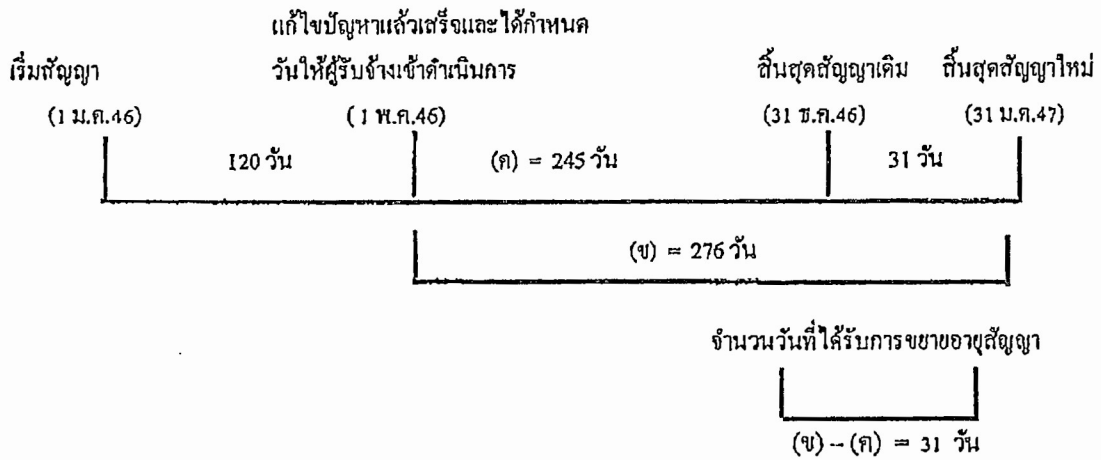 แก้ไขปัญหาแล้วเสร็จและได้กำหนด
เริ่มสัญญา วันให้ผู้รับจ้างเข้าดำเนินการ สิ้นสุดสัญญาเดิม สิ้นสุดสัญญาใหม่
(1 ม.ค.46) (1 พ.ค.46) (31 ธ.ค.46) (31 ม.ค.47)
120 วัน (ค) = 245 วัน 31 วัน
(ข) = 276 วัน
จำนวนวันที่ได้รับการขยายอายุสัญญา
(ข) – (ค) = 31 วัน